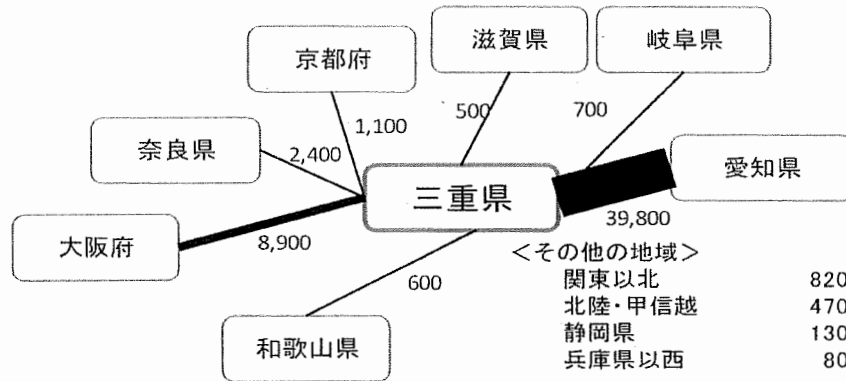 滋賀県
岐阜県
京都府
500
700
1,100
奈良県
2,400
愛知県
三重県
39,800
大阪府
8,900
<その他の地域>
600
関東以北 820
北陸・甲信越 470
静岡県 130
和歌山県
兵庫県以西 80